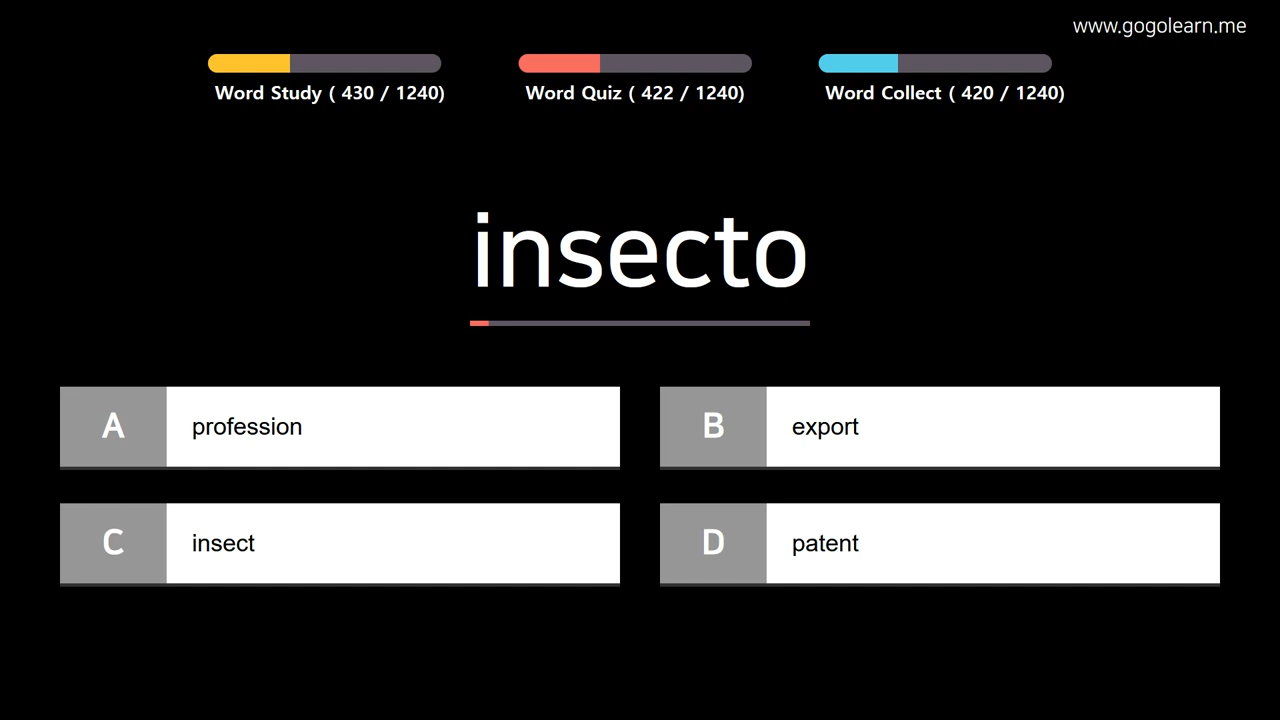 www.gogolearn.me
Word Study ( 430 / 1240)
Word Quiz ( 422 / 1240)
Word Collect ( 420 / 1240)
insecto
A profession
B export
C insect
D patent